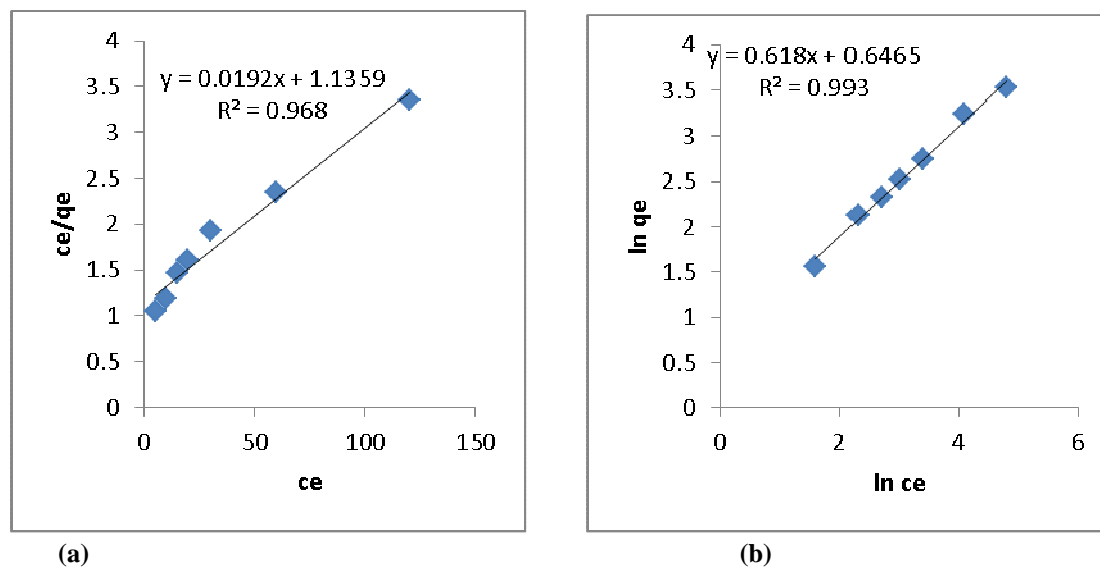 y = 0.0192x + 1.1359
R² = 0.968
4
3.5
3
2.5
2
1.5
1
0.5
0
ce/qe
0 50 100 150
ce
(a)
y = 0.618x + 0.6465
R² = 0.993
4
3.5
3
2.5
2
1.5
1
0.5
0
ln qe
0 2 4 6
ln ce
(b)